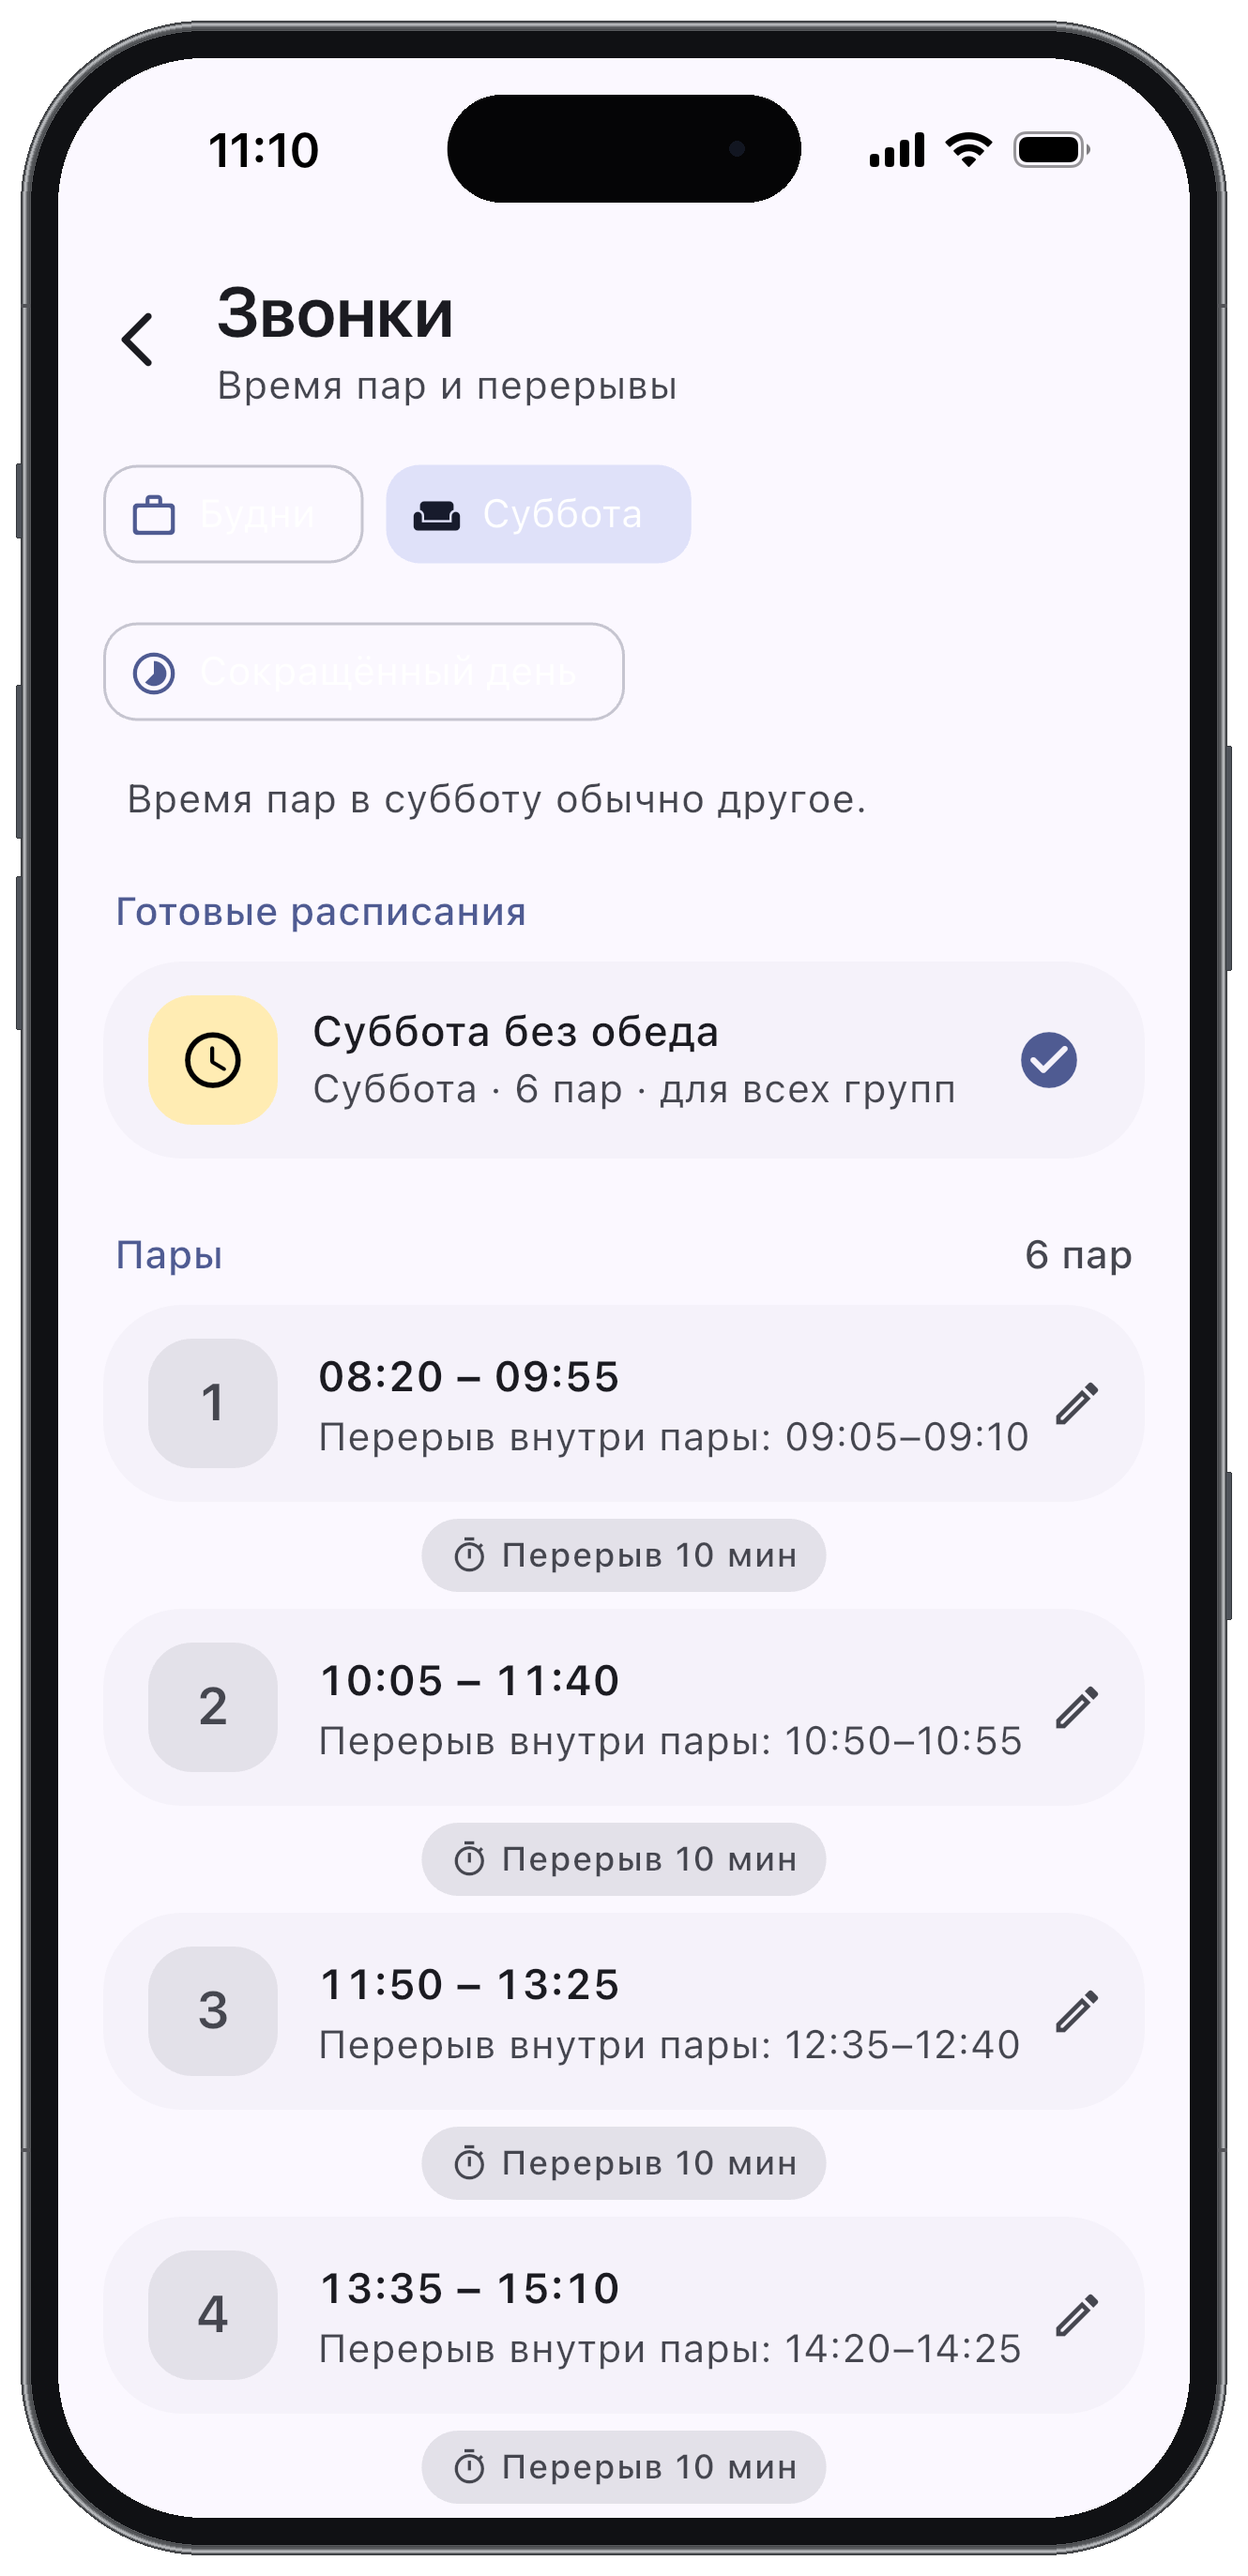 11:10
Звонки
Время пар и перерывы
Будни
Суббота
Сокращённый день
Время пар в субботу обычно другое.
Готовые расписания
Суббота без обеда
Суббота · 6 пар · для всех групп
Пары
6 пар
1
08:20 – 09:55
Перерыв внутри пары: 09:05–09:10
Перерыв 10 мин
2
10:05 – 11:40
Перерыв внутри пары: 10:50–10:55
Перерыв 10 мин
3
11:50 – 13:25
Перерыв внутри пары: 12:35–12:40
Перерыв 10 мин
4
13:35 – 15:10
Перерыв внутри пары: 14:20–14:25
Перерыв 10 мин